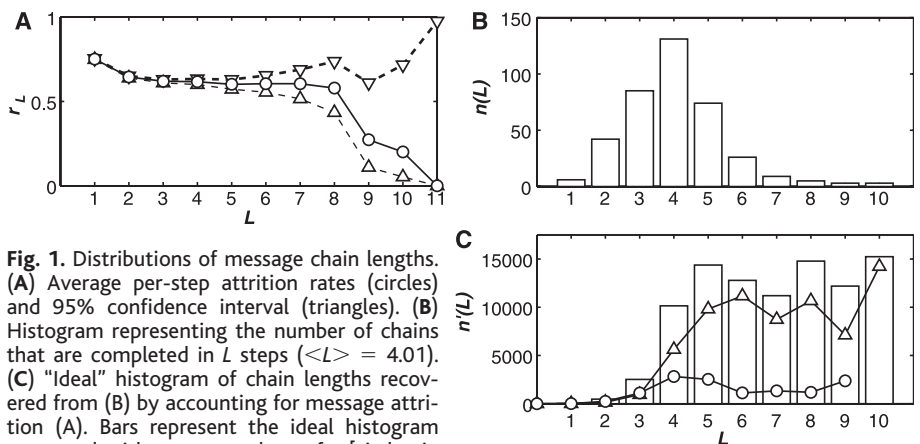 A
1
0.5
0
r_L
1 2 3 4 5 6 7 8 9 10 11
L
B
150
100
50
0
n(L)
1 2 3 4 5 6 7 8 9 10
C
15000
10000
5000
0
n'(L)
1 2 3 4 5 6 7 8 9 10
L
Fig. 1. Distributions of message chain lengths.
(A) Average per-step attrition rates (circles)
and 95% confidence interval (triangles). (B)
Histogram representing the number of chains
that are completed in L steps (<L> = 4.01).
(C) "Ideal" histogram of chain lengths recov-
ered from (B) by accounting for message attri-
tion (A). Bars represent the ideal histogram